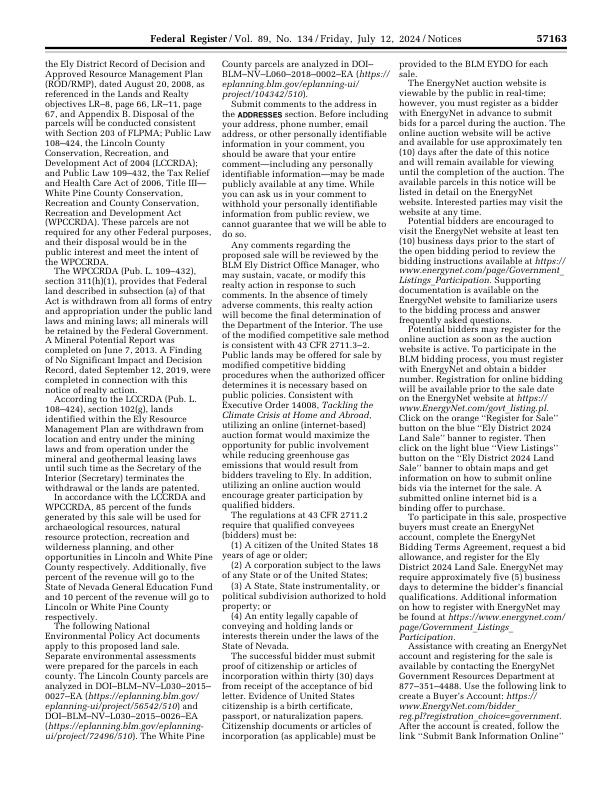 Federal Register / Vol. 89, No. 134 / Friday, July 12, 2024 / Notices 57163
the Ely District Record of Decision and
Approved Resource Management Plan
(ROD/RMP), dated August 20, 2008, as
referenced in the Lands and Realty
objectives LR–8, page 66, LR–11, page
67, and Appendix B. Disposal of the
parcels will be conducted consistent
with Section 203 of FLPMA; Public Law
108–424, the Lincoln County
Conservation, Recreation, and
Development Act of 2004 (LCCRDA);
and Public Law 109–432, the Tax Relief
and Health Care Act of 2006, Title III—
White Pine County Conservation,
Recreation and County Conservation,
Recreation and Development Act
(WPCCRDA). These parcels are not
required for any other Federal purposes,
and their disposal would be in the
public interest and meet the intent of
the WPCCRDA.
The WPCCRDA (Pub. L. 109–432),
section 311(h)(1), provides that Federal
land described in subsection (a) of that
Act is withdrawn from all forms of entry
and appropriation under the public land
laws and mining laws; all minerals will
be retained by the Federal Government.
A Mineral Potential Report was
completed on June 7, 2013. A Finding
of No Significant Impact and Decision
Record, dated September 12, 2019, were
completed in connection with this
notice of realty action.
According to the LCCRDA (Pub. L.
108–424), section 102(g), lands
identified within the Ely Resource
Management Plan are withdrawn from
location and entry under the mining
laws and from operation under the
mineral and geothermal leasing laws
until such time as the Secretary of the
Interior (Secretary) terminates the
withdrawal or the lands are patented.
In accordance with the LCCRDA and
WPCCRDA, 85 percent of the funds
generated by this sale will be used for
archaeological resources, natural
resource protection, recreation and
wilderness planning, and other
opportunities in Lincoln and White Pine
County respectively. Additionally, five
percent of the revenue will go to the
State of Nevada General Education Fund
and 10 percent of the revenue will go to
Lincoln or White Pine County
respectively.
The following National
Environmental Policy Act documents
apply to this proposed land sale.
Separate environmental assessments
were prepared for the parcels in each
county. The Lincoln County parcels are
analyzed in DOI–BLM–NV–L030–2015–
0027–EA (https://eplanning.blm.gov/
eplanning-ui/project/56542/510) and
DOI–BLM–NV–L030–2015–0026–EA
(https://eplanning.blm.gov/eplanning-
ui/project/72496/510). The White Pine
County parcels are analyzed in DOI–
BLM–NV–L060–2018–0002–EA (https://
eplanning.blm.gov/eplanning-ui/
project/104342/510).
Submit comments to the address in
the ADDRESSES section. Before including
your address, phone number, email
address, or other personally identifiable
information in your comment, you
should be aware that your entire
comment—including any personally
identifiable information—may be made
publicly available at any time. While
you can ask us in your comment to
withhold your personally identifiable
information from public review, we
cannot guarantee that we will be able to
do so.
Any comments regarding the
proposed sale will be reviewed by the
BLM Ely District Office Manager, who
may sustain, vacate, or modify this
realty action in response to such
comments. In the absence of timely
adverse comments, this realty action
will become the final determination of
the Department of the Interior. The use
of the modified competitive sale method
is consistent with 43 CFR 2711.3–2.
Public lands may be offered for sale by
modified competitive bidding
procedures when the authorized officer
determines it is necessary based on
public policies. Consistent with
Executive Order 14008, Tackling the
Climate Crisis at Home and Abroad,
utilizing an online (internet-based)
auction format would maximize the
opportunity for public involvement
while reducing greenhouse gas
emissions that would result from
bidders traveling to Ely. In addition,
utilizing an online auction would
encourage greater participation by
qualified bidders.
The regulations at 43 CFR 2711.2
require that qualified conveyees
(bidders) must be:
(1) A citizen of the United States 18
years of age or older;
(2) A corporation subject to the laws
of any State or of the United States;
(3) A State, State instrumentality, or
political subdivision authorized to hold
property; or
(4) An entity legally capable of
conveying and holding lands or
interests therein under the laws of the
State of Nevada.
The successful bidder must submit
proof of citizenship or articles of
incorporation within thirty (30) days
from receipt of the acceptance of bid
letter. Evidence of United States
citizenship is a birth certificate,
passport, or naturalization papers.
Citizenship documents or articles of
incorporation (as applicable) must be
provided to the BLM EYDO for each
sale.
The EnergyNet auction website is
viewable by the public in real-time;
however, you must register as a bidder
with EnergyNet in advance to submit
bids for a parcel during the auction. The
online auction website will be active
and available for use approximately ten
(10) days after the date of this notice
and will remain available for viewing
until the completion of the auction. The
available parcels in this notice will be
listed in detail on the EnergyNet
website. Interested parties may visit the
website at any time.
Potential bidders are encouraged to
visit the EnergyNet website at least ten
(10) business days prior to the start of
the open bidding period to review the
bidding instructions available at https://
www.energynet.com/page/Government_
Listings_Participation. Supporting
documentation is available on the
EnergyNet website to familiarize users
to the bidding process and answer
frequently asked questions.
Potential bidders may register for the
online auction as soon as the auction
website is active. To participate in the
BLM bidding process, you must register
with EnergyNet and obtain a bidder
number. Registration for online bidding
will be available prior to the sale date
on the EnergyNet website at https://
www.EnergyNet.com/govt_listing.pl.
Click on the orange ‘‘Register for Sale’’
button on the blue ‘‘Ely District 2024
Land Sale’’ banner to register. Then
click on the light blue ‘‘View Listings’’
button on the ‘‘Ely District 2024 Land
Sale’’ banner to obtain maps and get
information on how to submit online
bids via the internet for the sale. A
submitted online internet bid is a
binding offer to purchase.
To participate in this sale, prospective
buyers must create an EnergyNet
account, complete the EnergyNet
Bidding Terms Agreement, request a bid
allowance, and register for the Ely
District 2024 Land Sale. EnergyNet may
require approximately five (5) business
days to determine the bidder’s financial
qualifications. Additional information
on how to register with EnergyNet may
be found at https://www.energynet.com/
page/Government_Listings_
Participation.
Assistance with creating an EnergyNet
account and registering for the sale is
available by contacting the EnergyNet
Government Resources Department at
877–351–4488. Use the following link to
create a Buyer’s Account: https://
www.EnergyNet.com/bidder_
reg.pl?registration_choice=government.
After the account is created, follow the
link ‘‘Submit Bank Information Online’’